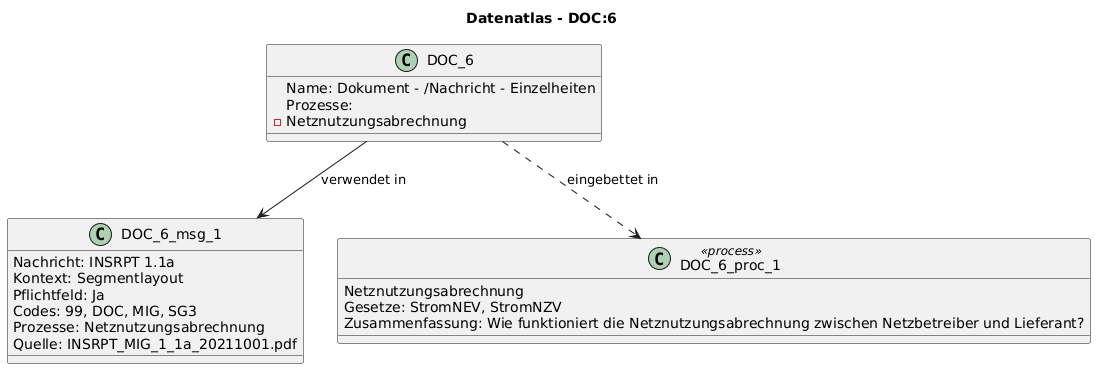 Datenatlas - DOC:6
C DOC_6
Name: Dokument - /Nachricht - Einzelheiten
Prozesse:
Netznutzungsabrechnung
verwendet in
eingebettet in
C DOC_6_msg_1
Nachricht: INSRPT 1.1a
Kontext: Segmentlayout
Pflichtfeld: Ja
Codes: 99, DOC, MIG, SG3
Prozesse: Netznutzungsabrechnung
Quelle: INSRPT_MIG_1_1a_20211001.pdf
«process»
C DOC_6_proc_1
Netznutzungsabrechnung
Gesetze: StromNEV, StromNZV
Zusammenfassung: Wie funktioniert die Netznutzungsabrechnung zwischen Netzbetreiber und Lieferant?